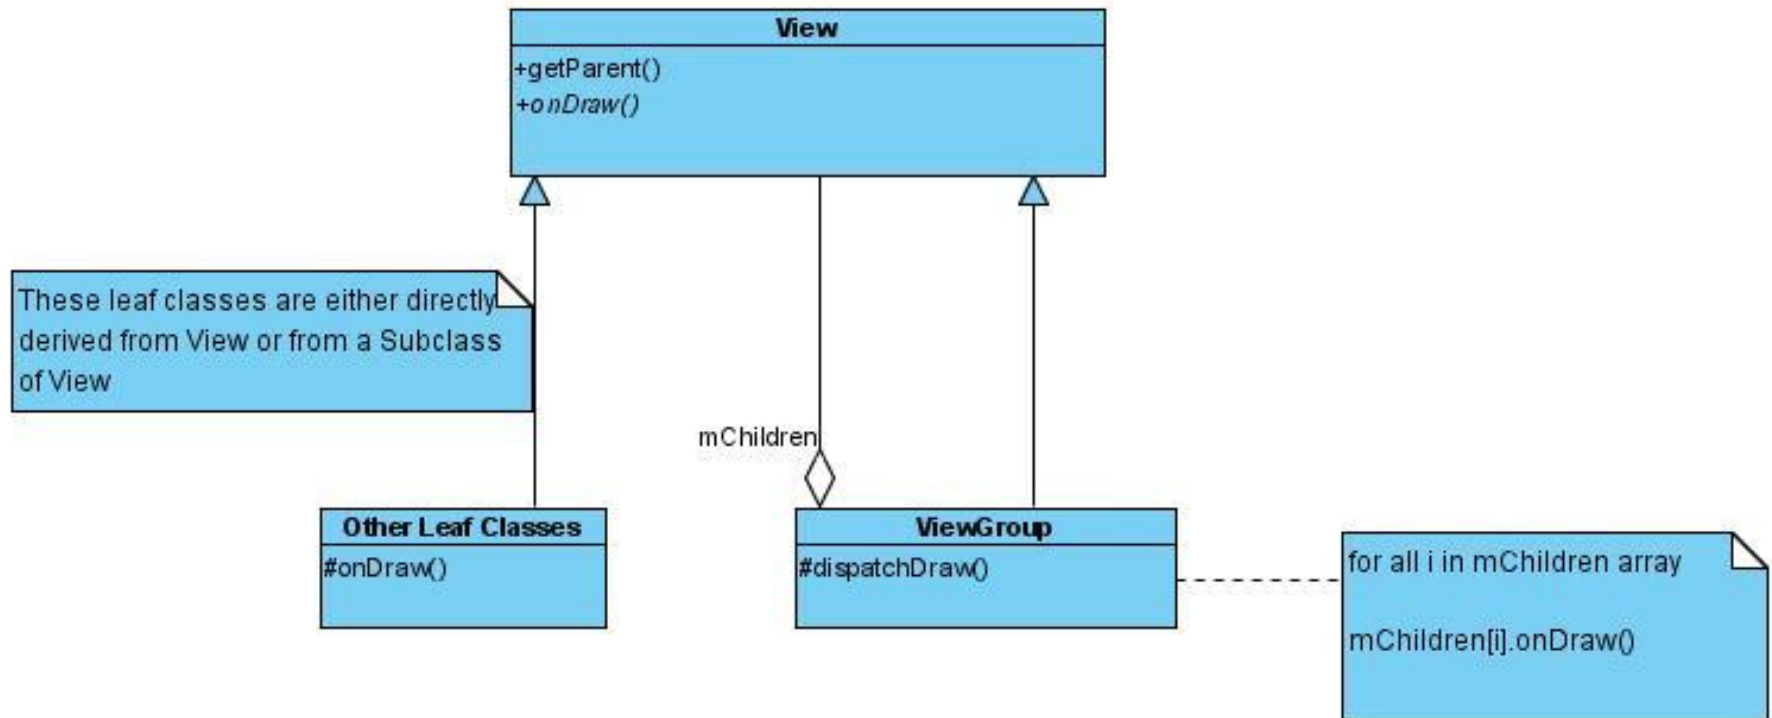 View
+getParent()
+onDraw()
These leaf classes are either directly
derived from View or from a Subclass
of View
mChildren
Other Leaf Classes
#onDraw()
ViewGroup
#dispatchDraw()
for all i in mChildren array
mChildren[i].onDraw()